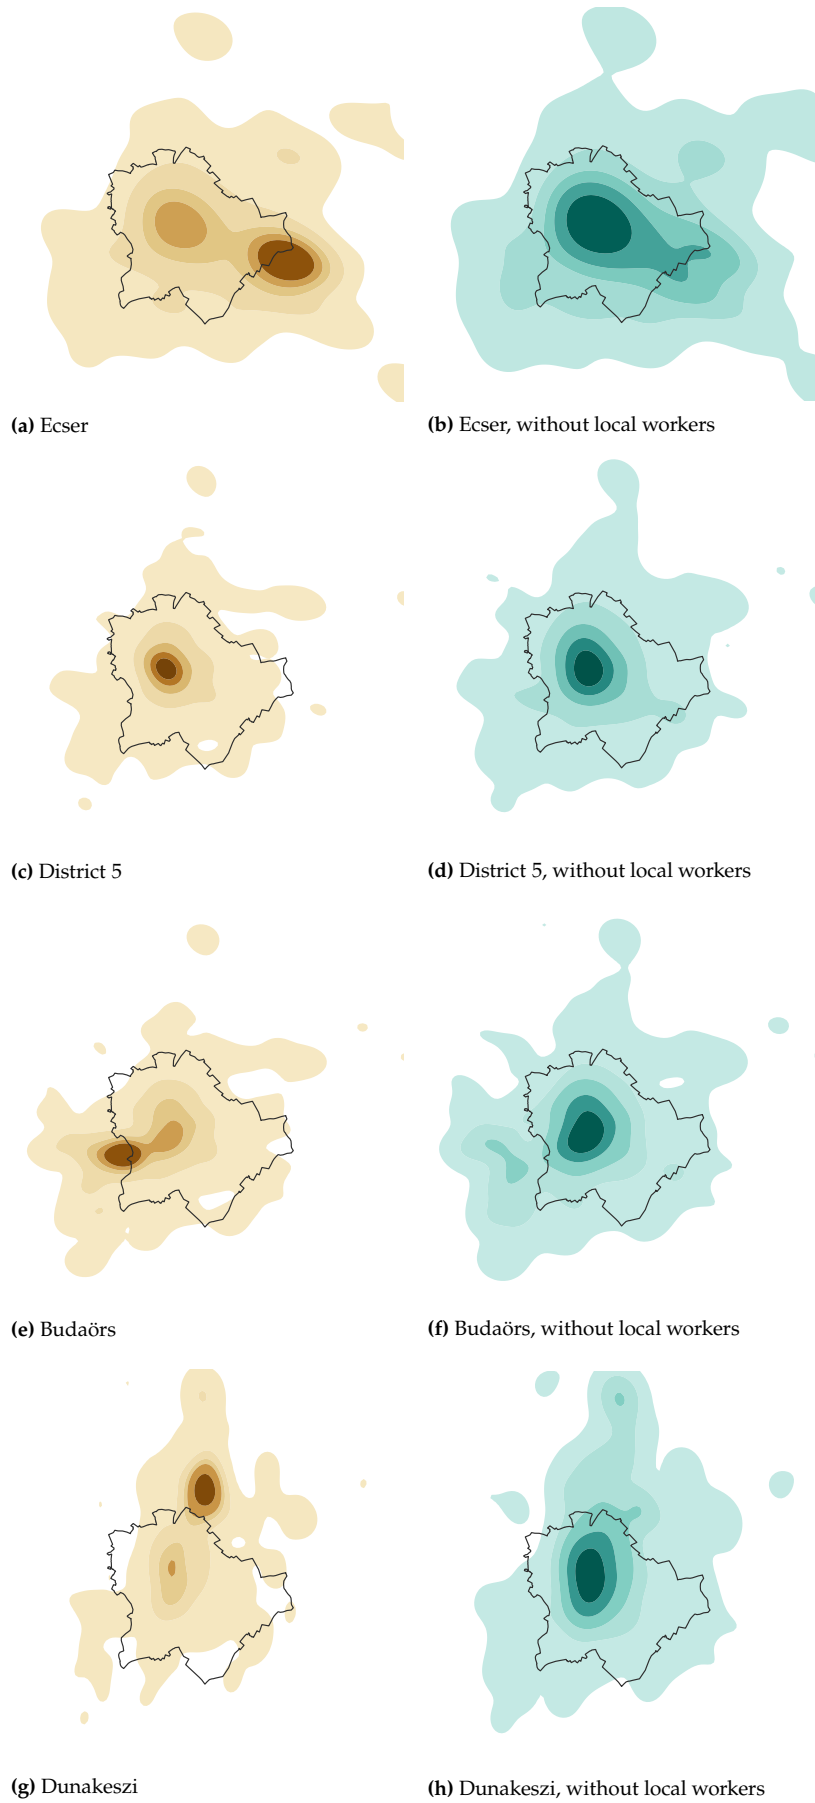 (a) Ecser
(b) Ecser, without local workers
(c) District 5
(d) District 5, without local workers
(e) Budaörs
(f) Budaörs, without local workers
(g) Dunakeszi
(h) Dunakeszi, without local workers